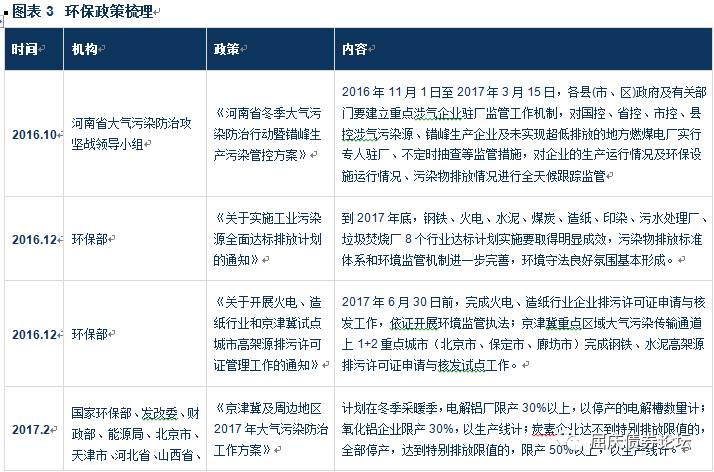 图表 3 环保政策梳理
时间
机构
政策
内容
2016.10
河南省大气污染防治攻
坚战领导小组
《河南省冬季大气污
染防治行动暨错峰生
产污染管控方案》
2016 年 11 月 1 日至 2017 年 3 月 15 日，各县(市、区)政府及有关部
门要建立重点涉气企业驻厂监管工作机制，对国控、省控、市控、县
控涉气污染源、错峰生产企业及未实现超低排放的地方燃煤电厂实行
专人驻厂、不定时抽查等监管措施，对企业的生产运行情况及环保设
施运行情况、污染物排放情况进行全天候跟踪监管
2016.12
环保部
《关于实施工业污染
源全面达标排放计划
的通知》
到 2017 年底，钢铁、火电、水泥、煤炭、造纸、印染、污水处理厂、
垃圾焚烧厂 8 个行业达标计划实施要取得明显成效，污染物排放标准
体系和环境监管机制进一步完善，环境守法良好氛围基本形成。
2016.12
环保部
《关于开展火电、造
纸行业和京津冀试点
城市高架源排污许可
证管理工作的通知》
2017 年 6 月 30 日前，完成火电、造纸行业企业排污许可证申请与核
发工作，依证开展环境监管执法；京津冀重点区域大气污染传输通道
上 1+2 重点城市（北京市、保定市、廊坊市）完成钢铁、水泥高架源
排污许可证申请与核发试点工作。
2017.2
国家环保部、发改委、财
政部、能源局、北京市、
天津市、河北省、山西省、
《京津冀及周边地区
2017 年大气污染防治
工作方案》
计划在冬季采暖季，电解铝厂限产 30%以上，以停产的电解槽数量计；
氧化铝企业限产 30%，以生产线计；炭素企业达不到特别排放限值的，
全部停产，达到特别排放限值的，限产 50%以上，以生产线计。
屈庆债券论坛